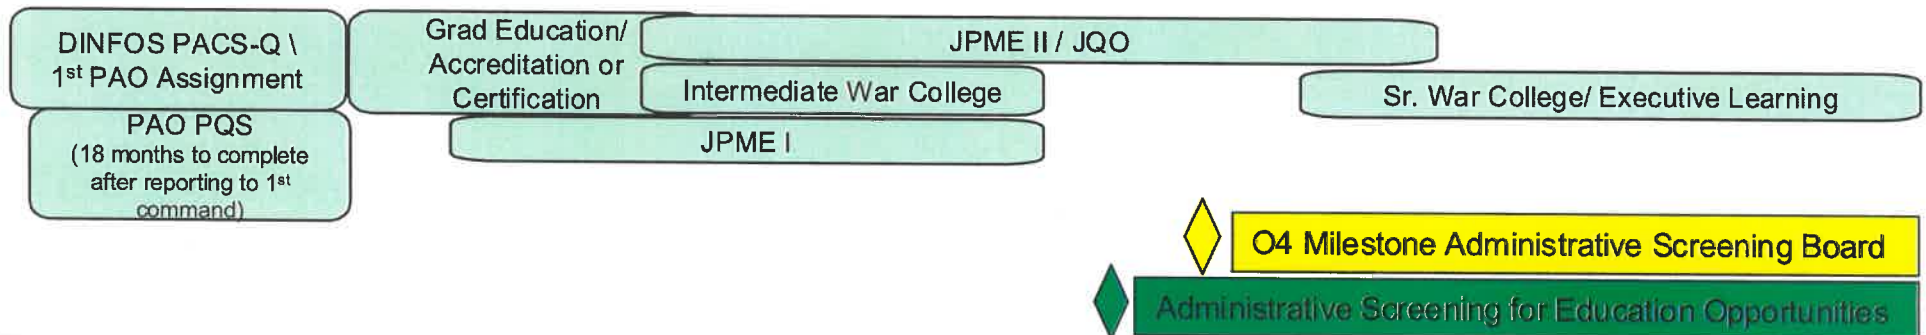 DINFOS PACS-Q \
1st PAO Assignment
PAO PQS
(18 months to complete
after reporting to 1st
command)
Grad Education/
Accreditation or
Certification
JPME II / JQO
Intermediate War College
JPME I
Sr. War College/ Executive Learning
O4 Milestone Administrative Screening Board
Administrative Screening for Education Opportunities